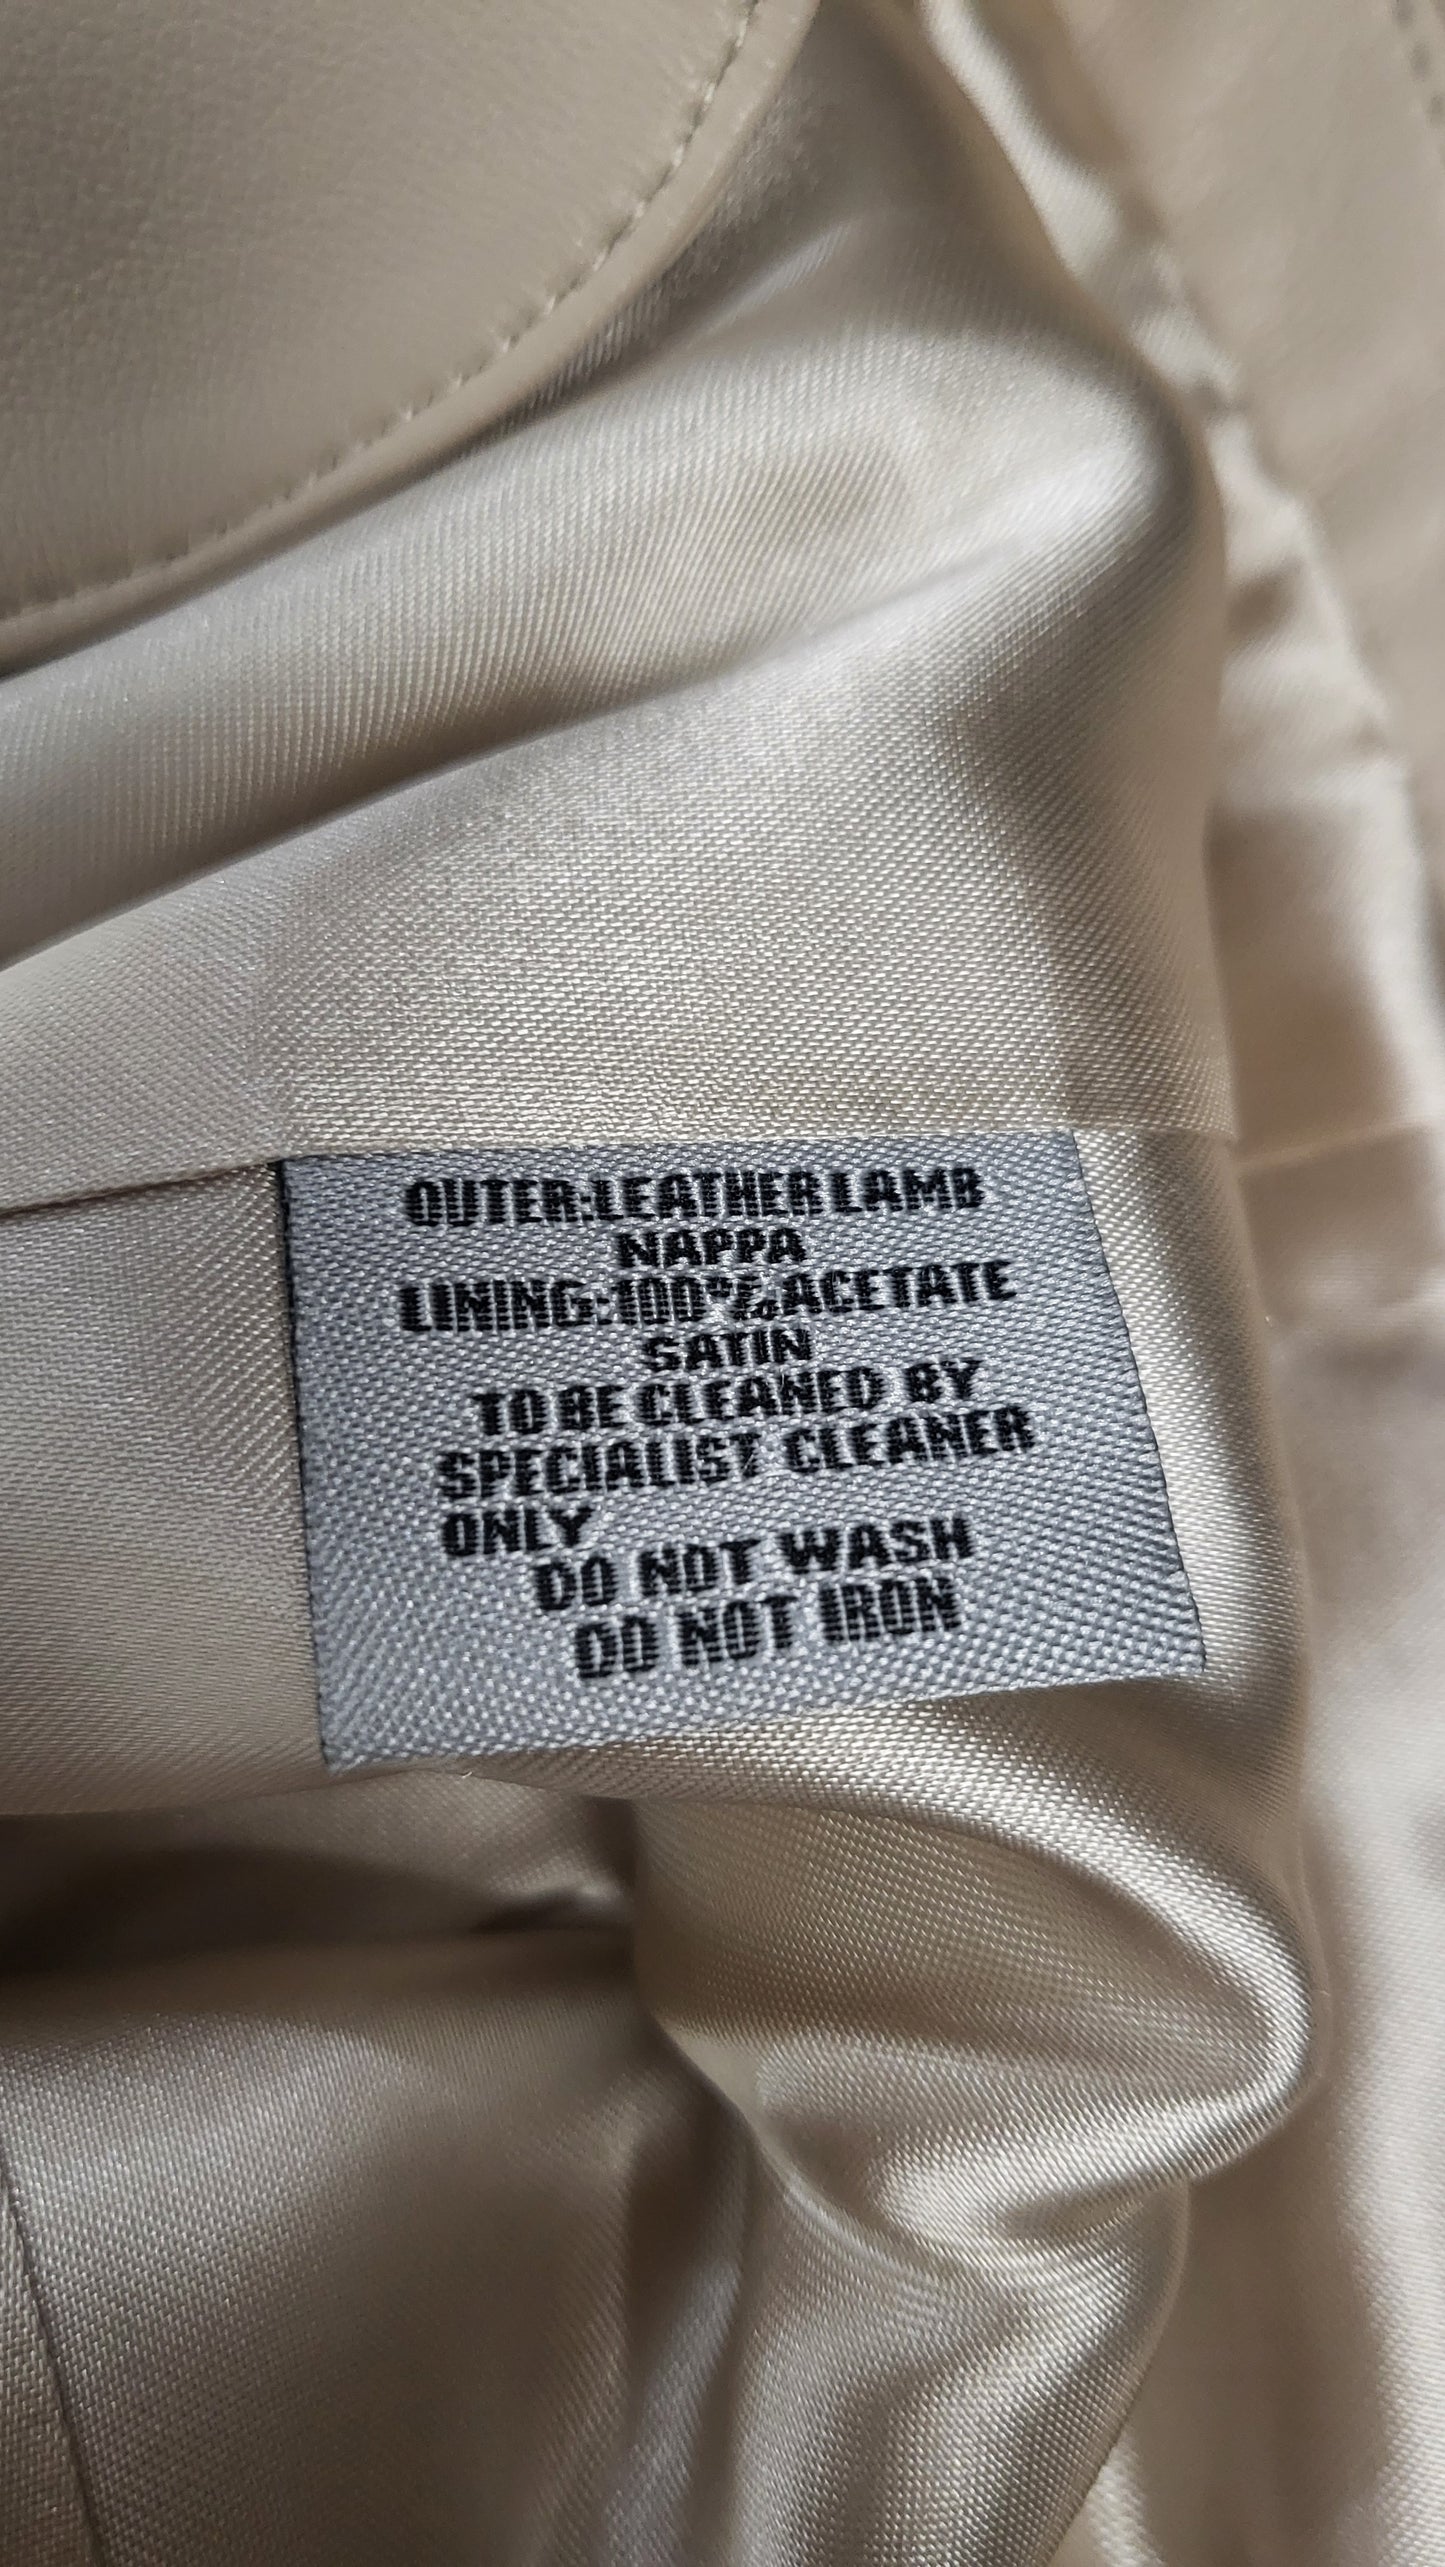 OUTER:LEATHER LAMB
NAPPA
LINING:100% ACETATE
SATIN
TO BE CLEANED BY
SPECIALIST CLEANER
ONLY
DO NOT WASH
DO NOT IRON